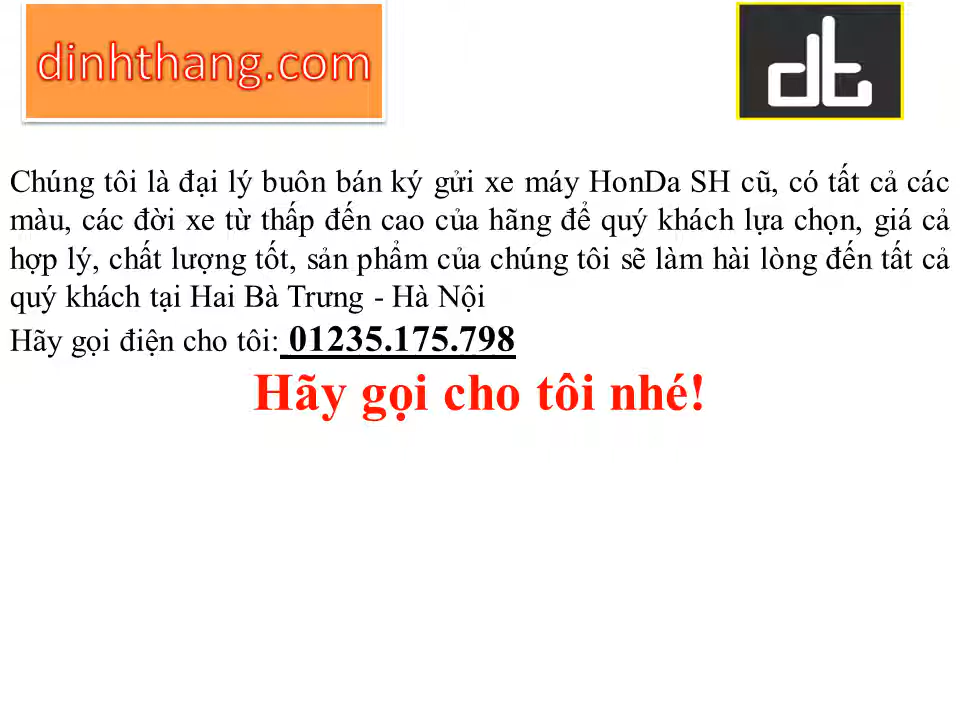 dinhthang.com
dt
Chúng tôi là đại lý buôn bán ký gửi xe máy HonDa SH cũ, có tất cả các
màu, các đời xe từ thấp đến cao của hãng để quý khách lựa chọn, giá cả
hợp lý, chất lượng tốt, sản phẩm của chúng tôi sẽ làm hài lòng đến tất cả
quý khách tại Hai Bà Trưng - Hà Nội
Hãy gọi điện cho tôi: 01235.175.798
Hãy gọi cho tôi nhé!